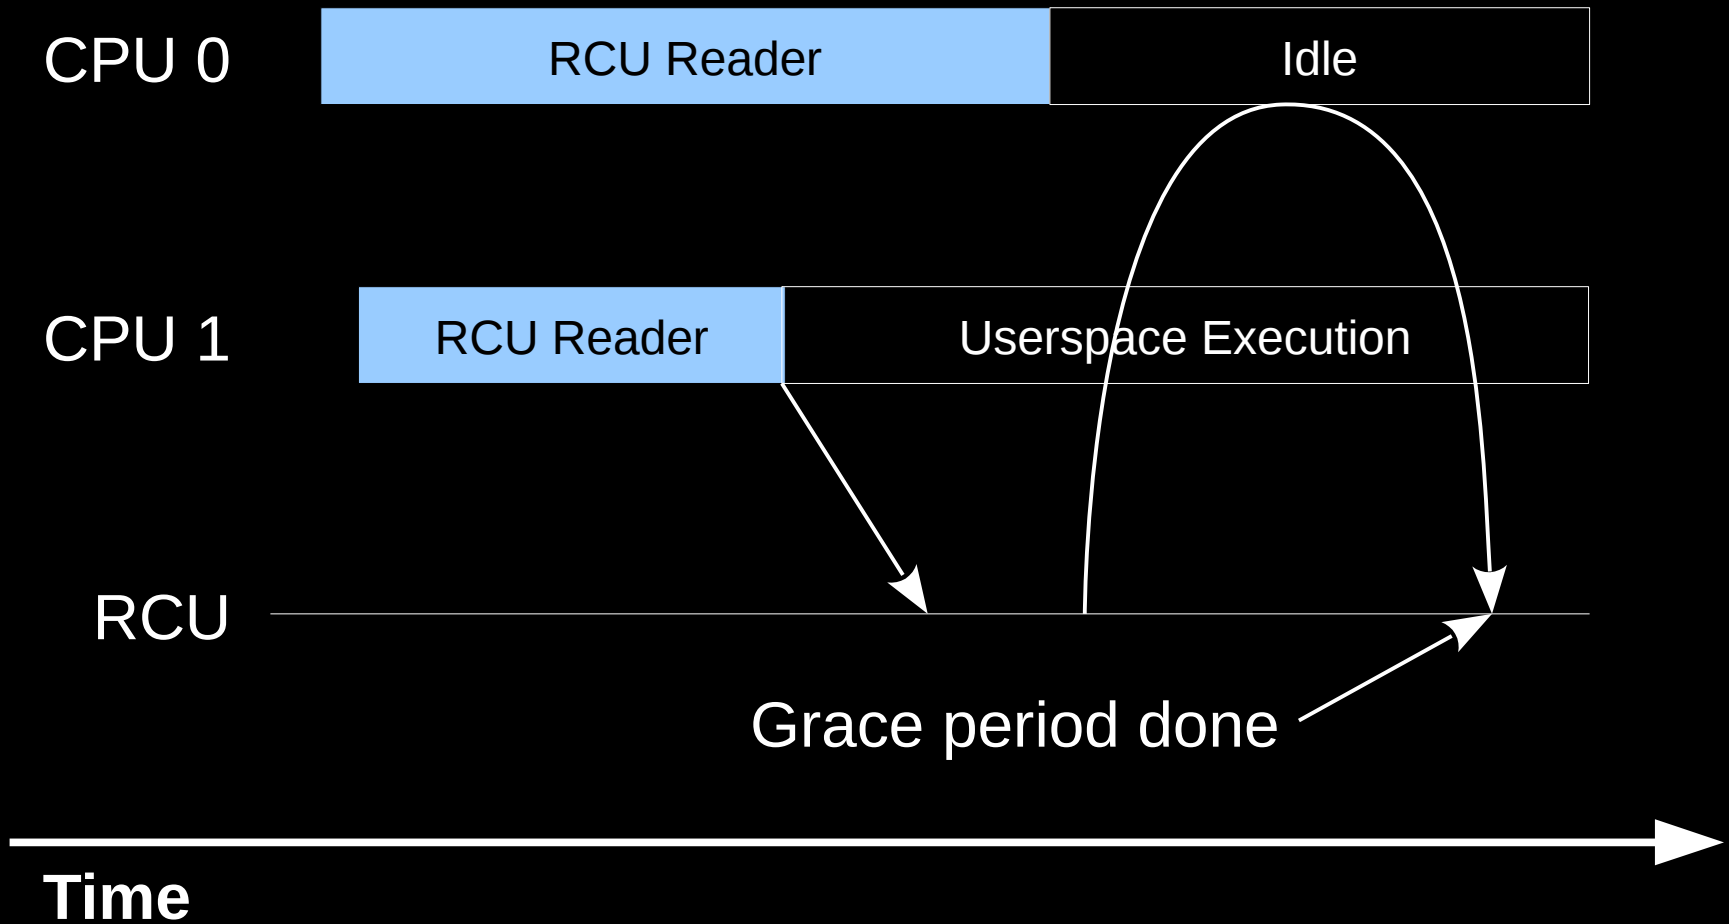 CPU 0
RCU Reader
Idle
CPU 1
RCU Reader
Userspace Execution
RCU
Grace period done
Time